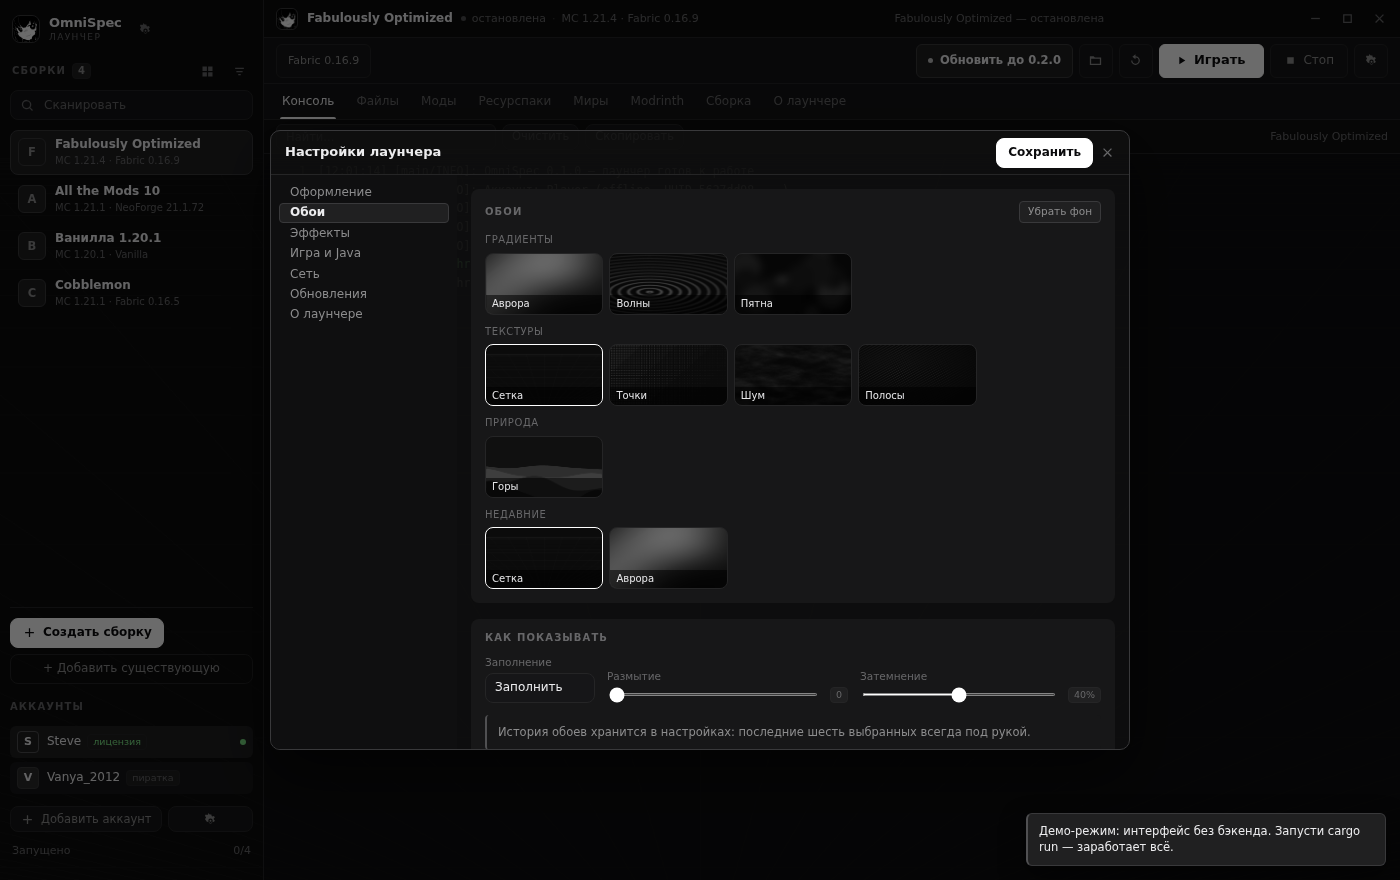 OmniSpec
ЛАУНЧЕР
Fabulously Optimized
остановлена · MC 1.21.4 · Fabric 0.16.9
Fabulously Optimized — остановлена
СБОРКИ 4
Fabric 0.16.9
Обновить до 0.2.0
Играть
Стоп
Сканировать
Консоль
Файлы
Моды
Ресурспаки
Миры
Modrinth
Сборка
О лаунчере
Очистить
Скопировать
Fabulously Optimized
F
Fabulously Optimized
MC 1.21.4 · Fabric 0.16.9
A
All the Mods 10
MC 1.21.1 · NeoForge 21.1.72
B
Ванилла 1.20.1
MC 1.20.1 · Vanilla
C
Cobblemon
MC 1.21.1 · Fabric 0.16.5
Настройки лаунчера
Сохранить
Оформление
Обои
Эффекты
Игра и Java
Сеть
Обновления
О лаунчере
ОБОИ
Убрать фон
ГРАДИЕНТЫ
Аврора
Волны
Пятна
ТЕКСТУРЫ
Сетка
Точки
Шум
Полосы
ПРИРОДА
Горы
НЕДАВНИЕ
Сетка
Аврора
КАК ПОКАЗЫВАТЬ
Заполнение
Заполнить
Размытие
0
Затемнение
40%
История обоев хранится в настройках: последние шесть выбранных всегда под рукой.
+ Создать сборку
+ Добавить существующую
АККАУНТЫ
S
Steve лицензия
V
Vanya_2012 пиратка
+ Добавить аккаунт
Запущено
0/4
Демо-режим: интерфейс без бэкенда. Запусти cargo
run — заработает всё.